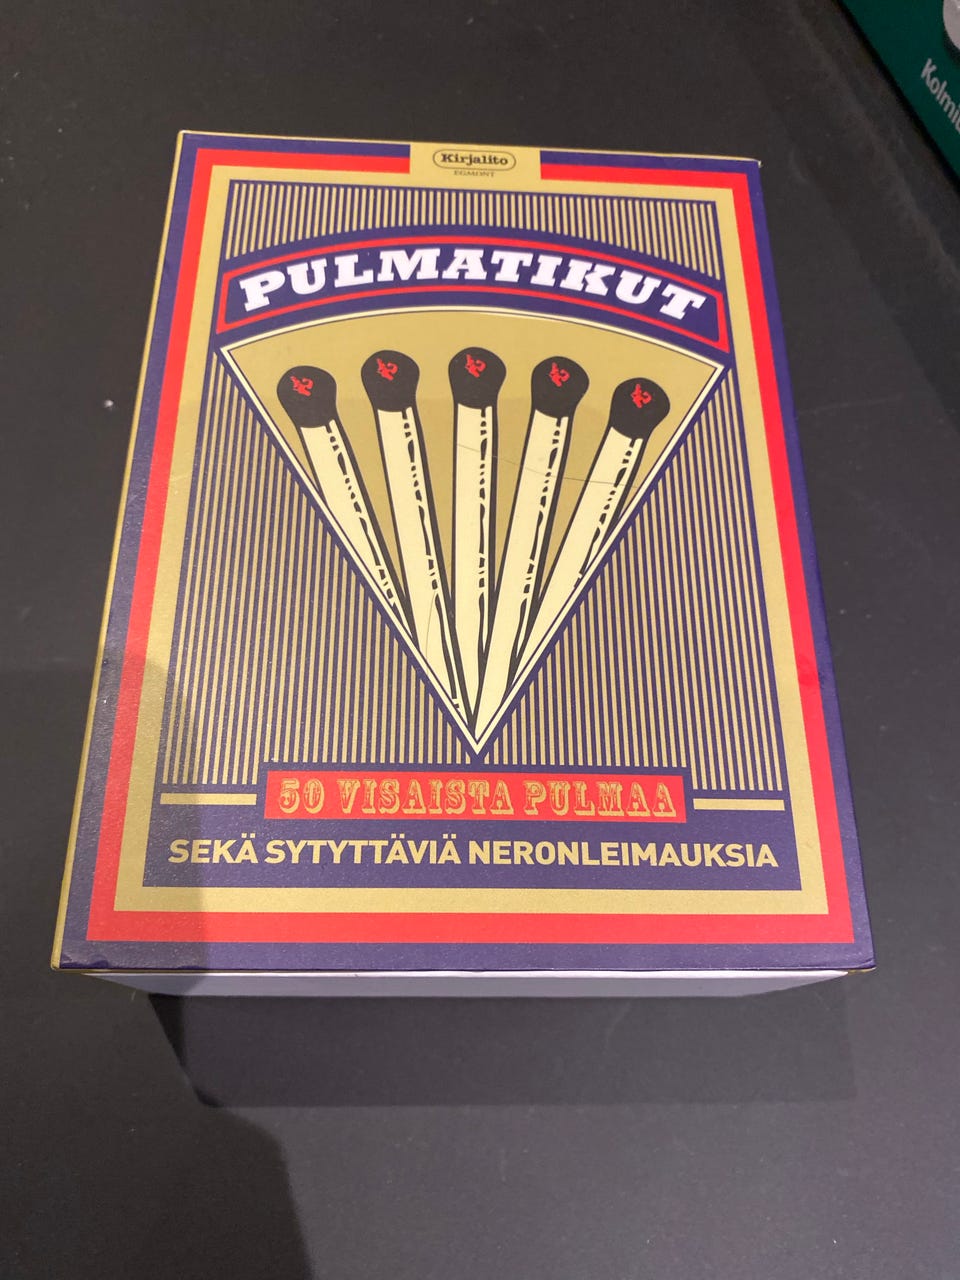 Kirjalito
EGMONT
PULMATIKUT
50 VISAISTA PULMAA
SEKÄ SYTYTTÄVIÄ NERONLEIMAUKSIA